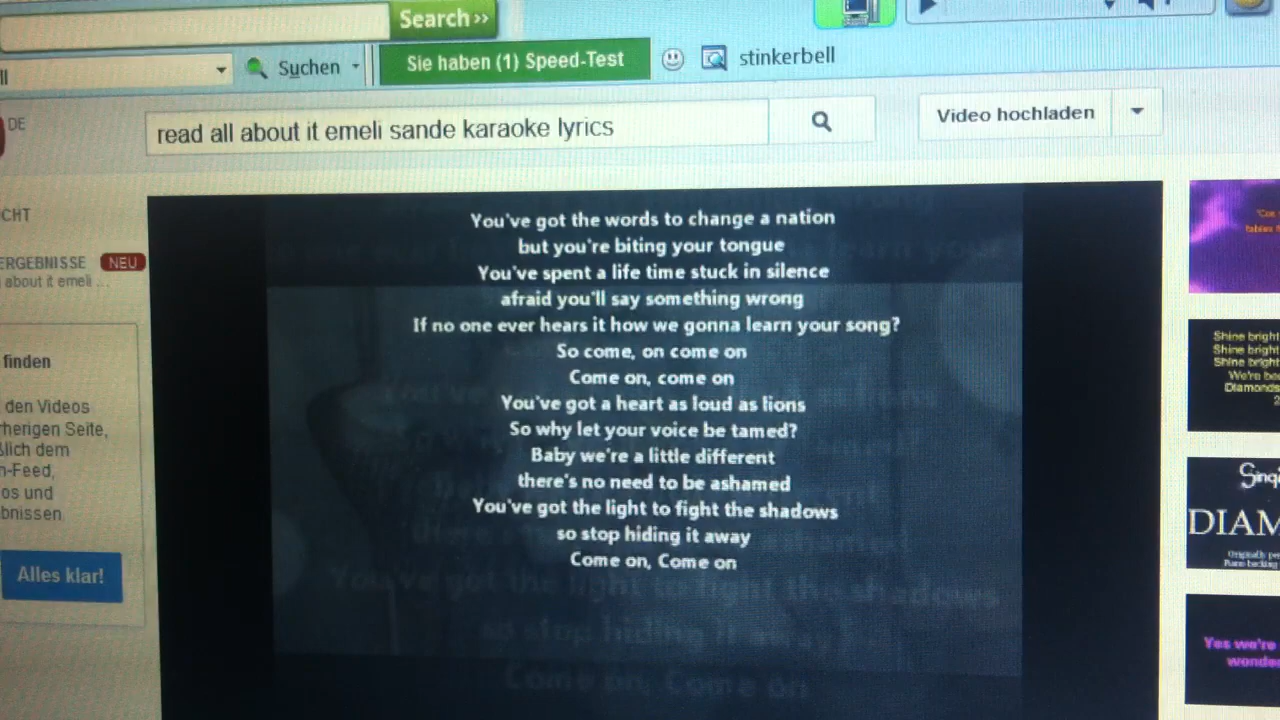 Search >>
ll
Suchen
Sie haben (1) Speed-Test
stinkerbell
DE
read all about it emeli sande karaoke lyrics
Video hochladen
CHT
ERGEBNISSE NEU
about it emeli ...
finden
den Videos
rherigen Seite,
ßlich dem
n-Feed,
os und
bnissen
Alles klar!
You've got the words to change a nation
but you're biting your tongue
You've spent a life time stuck in silence
afraid you'll say something wrong
If no one ever hears it how we gonna learn your song?
So come, on come on
Come on, come on
You've got a heart as loud as lions
So why let your voice be tamed?
Baby we're a little different
there's no need to be ashamed
You've got the light to fight the shadows
so stop hiding it away
Come on, Come on
Shine bright
Shine bright
Shine bright
We're be
Diamonds
Singi
DIAM
Yes we're
wonde